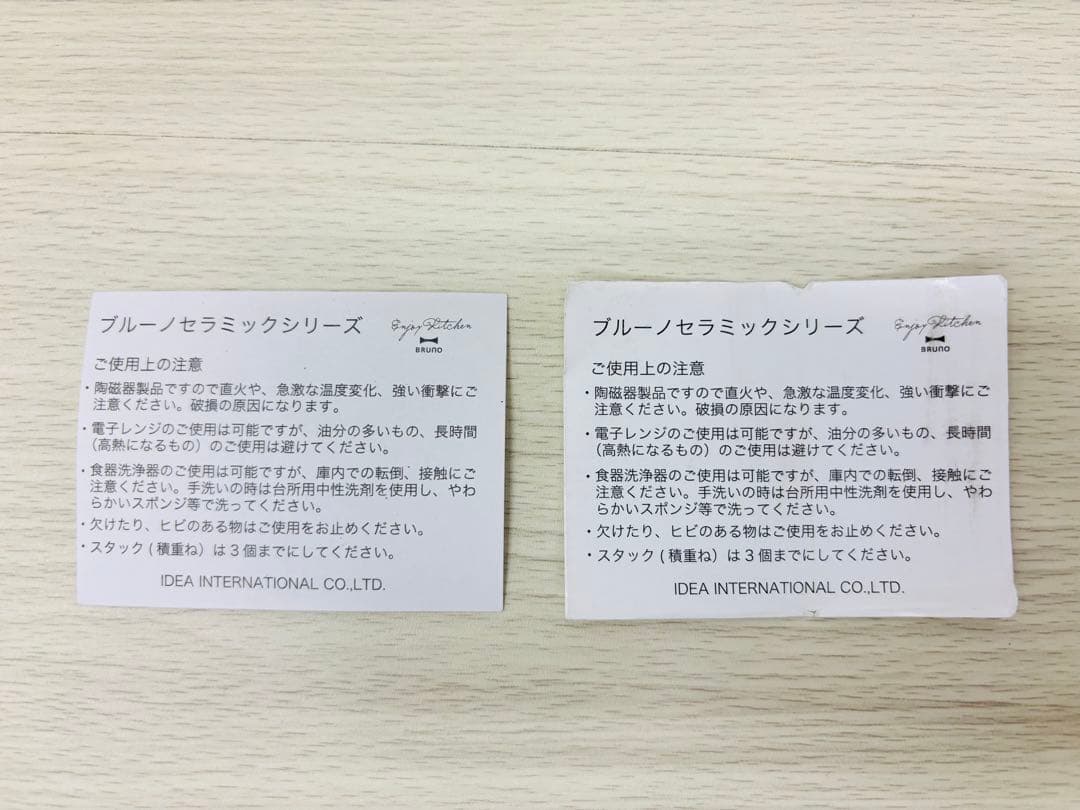 ブルーノセラミックシリーズ
Enjoy Kitchen
BRUNO
ご使用上の注意
・陶磁器製品ですので直火や、急激な温度変化、強い衝撃にご
注意ください。破損の原因になります。
・電子レンジのご使用は可能ですが、油分の多いもの、長時間
（高熱になるもの）のご使用は避けてください。
・食器洗浄器のご使用は可能ですが、庫内での転倒、接触にご
注意ください。手洗いの時は台所用中性洗剤を使用し、やわ
らかいスポンジ等で洗ってください。
・欠けたり、ヒビのある物はご使用をお止めください。
・スタック（積重ね）は３個までにしてください。
IDEA INTERNATIONAL CO.,LTD.
ブルーノセラミックシリーズ
Enjoy Kitchen
BRUNO
ご使用上の注意
・陶磁器製品ですので直火や、急激な温度変化、強い衝撃にご
注意ください。破損の原因になります。
・電子レンジのご使用は可能ですが、油分の多いもの、長時間
（高熱になるもの）のご使用は避けてください。
・食器洗浄器のご使用は可能ですが、庫内での転倒、接触にご
注意ください。手洗いの時は台所用中性洗剤を使用し、やわ
らかいスポンジ等で洗ってください。
・欠けたり、ヒビのある物はご使用をお止めください。
・スタック（積重ね）は３個までにしてください。
IDEA INTERNATIONAL CO.,LTD.